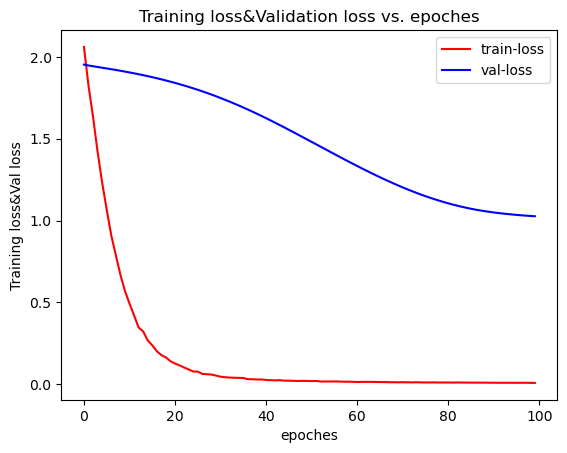 Training loss&Validation loss vs. epoches
train-loss
val-loss
Training loss&Val loss
2.0
1.5
1.0
0.5
0.0
0 20 40 60 80 100
epoches